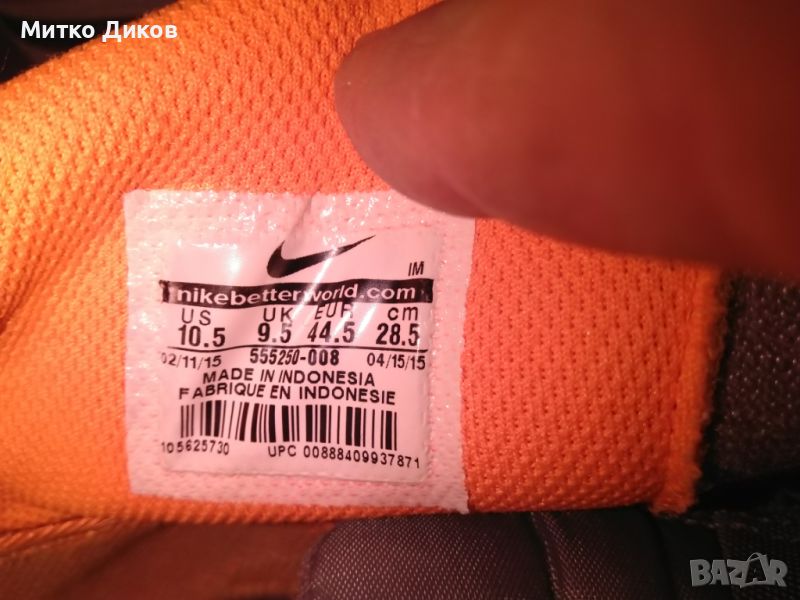 Митко Диков
IM
nikebetterworld.com
US UK EUR cm
10.5 9.5 44.5 28.5
02/11/15 555250-008 04/15/15
MADE IN INDONESIA
FABRIQUE EN INDONESIE
105625730 UPC 00888409937871
BAZAR